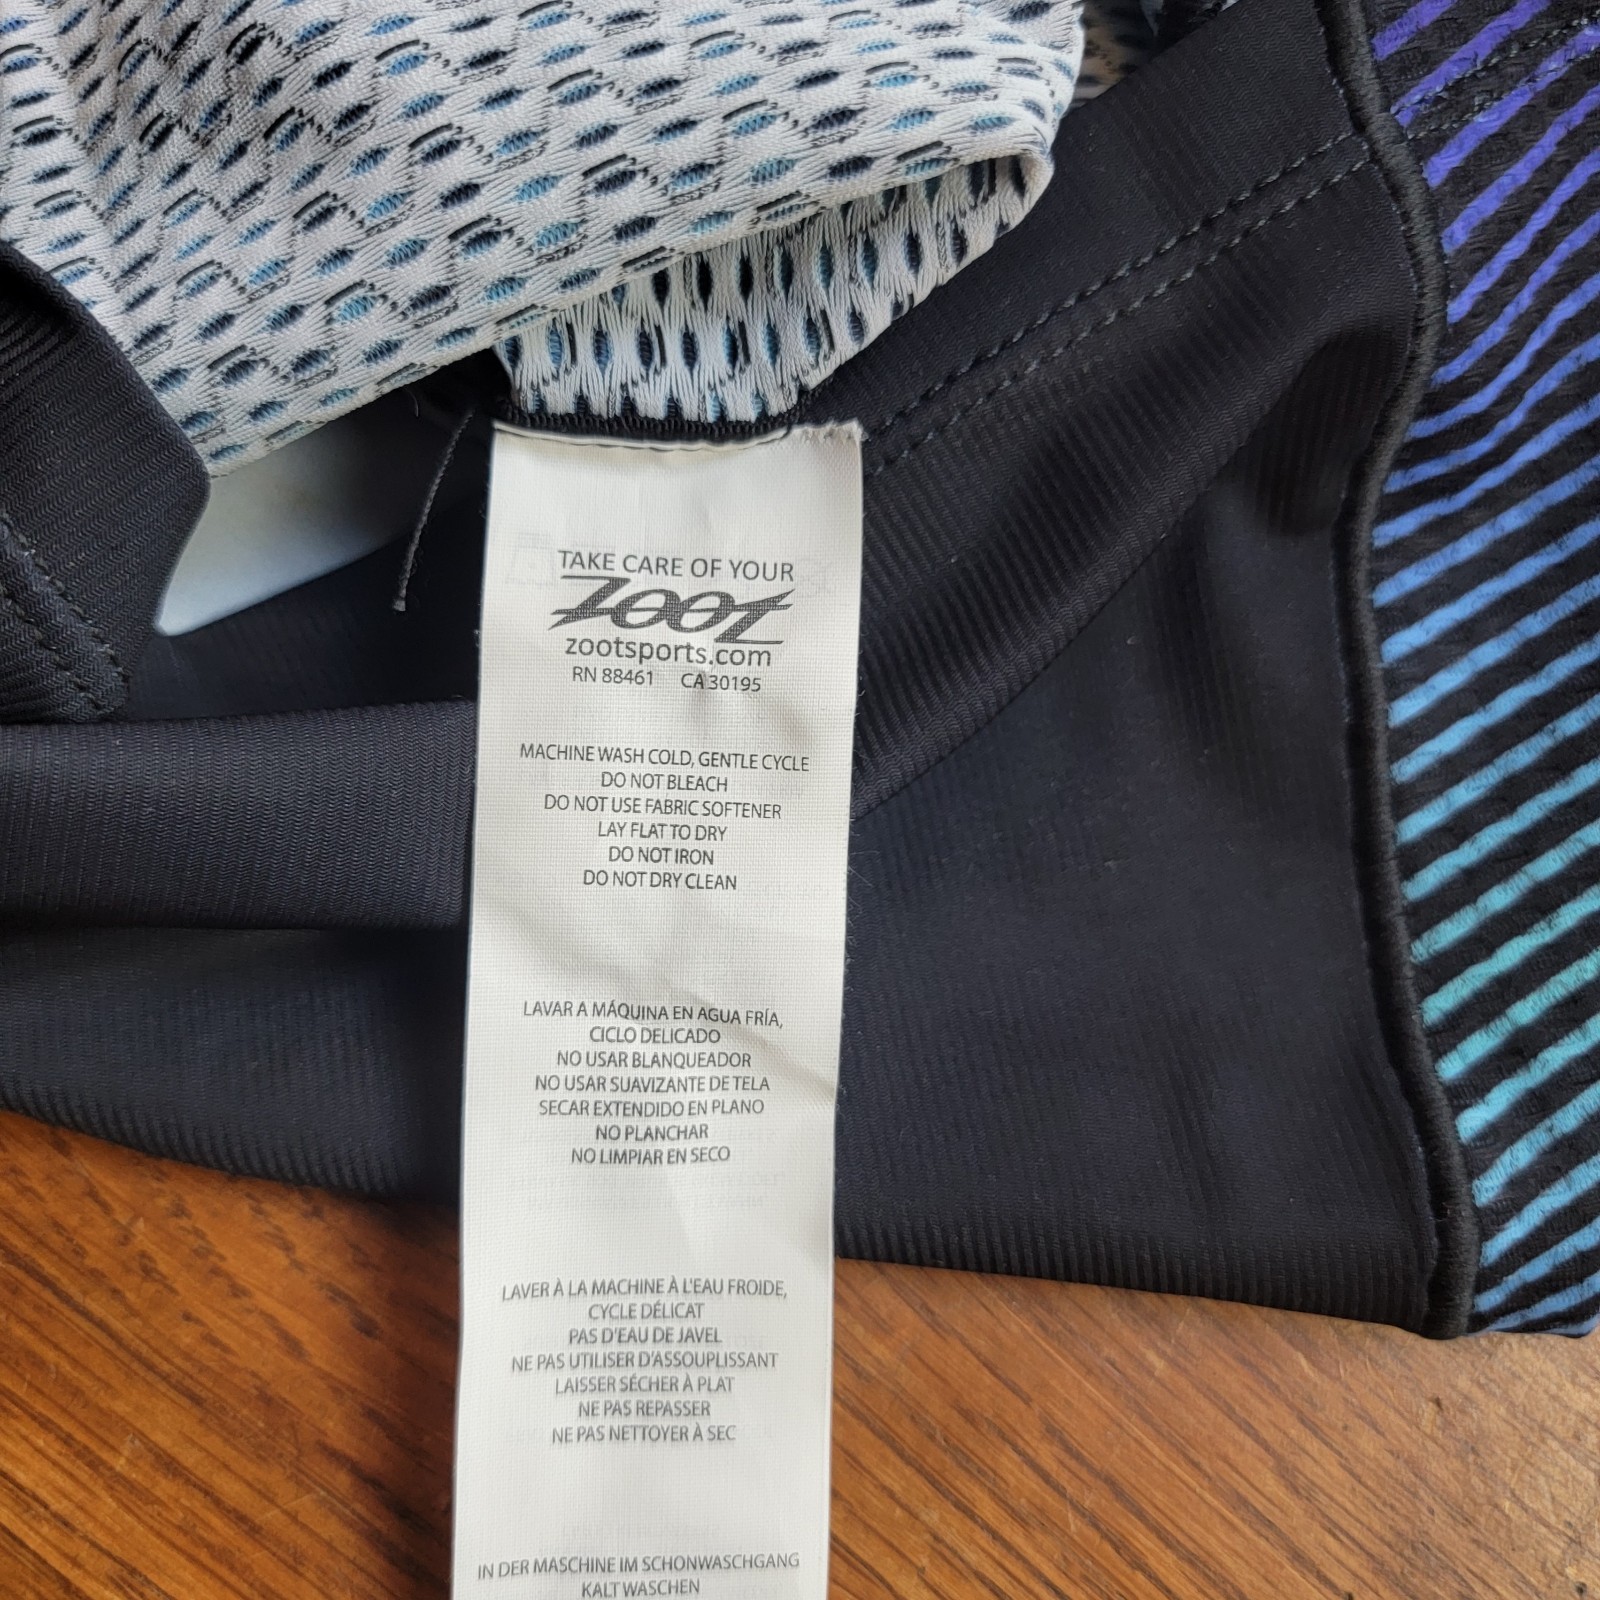 TAKE CARE OF YOUR
ZOOT
zootsports.com
RN 88461 CA 30195
MACHINE WASH COLD, GENTLE CYCLE
DO NOT BLEACH
DO NOT USE FABRIC SOFTENER
LAY FLAT TO DRY
DO NOT IRON
DO NOT DRY CLEAN
LAVAR A MÁQUINA EN AGUA FRÍA,
CICLO DELICADO
NO USAR BLANQUEADOR
NO USAR SUAVIZANTE DE TELA
SECAR EXTENDIDO EN PLANO
NO PLANCHAR
NO LIMPIAR EN SECO
LAVER À LA MACHINE À L'EAU FROIDE,
CYCLE DÉLICAT
PAS D'EAU DE JAVEL
NE PAS UTILISER D'ASSOUPLISSANT
LAISSER SÉCHER À PLAT
NE PAS REPASSER
NE PAS NETTOYER À SEC
IN DER MASCHINE IM SCHONWASCHGANG
KALT WASCHEN